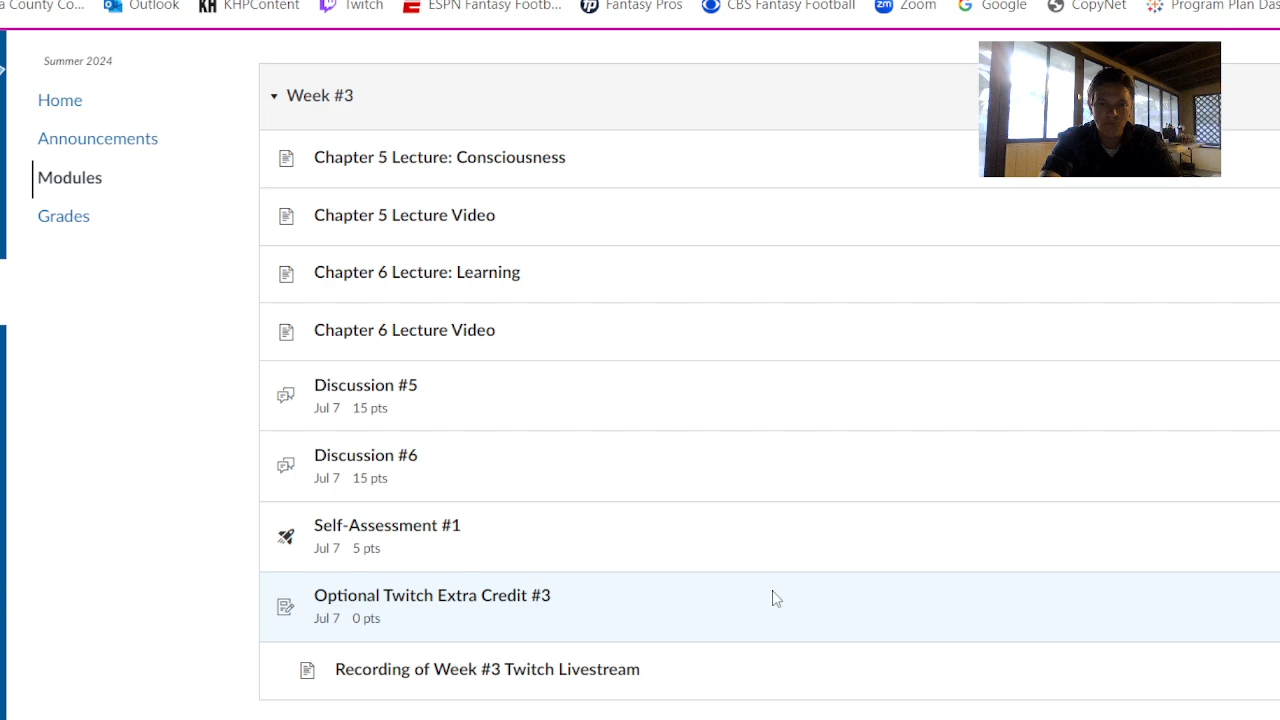 a County Co... Outlook KH KHPContent Twitch ESPN Fantasy Footb... fp Fantasy Pros CBS Fantasy Football zm Zoom G Google CopyNet Program Plan Das
Summer 2024
Home
Announcements
Modules
Grades
Week #3
Chapter 5 Lecture: Consciousness
Chapter 5 Lecture Video
Chapter 6 Lecture: Learning
Chapter 6 Lecture Video
Discussion #5
Jul 7 15 pts
Discussion #6
Jul 7 15 pts
Self-Assessment #1
Jul 7 5 pts
Optional Twitch Extra Credit #3
Jul 7 0 pts
Recording of Week #3 Twitch Livestream